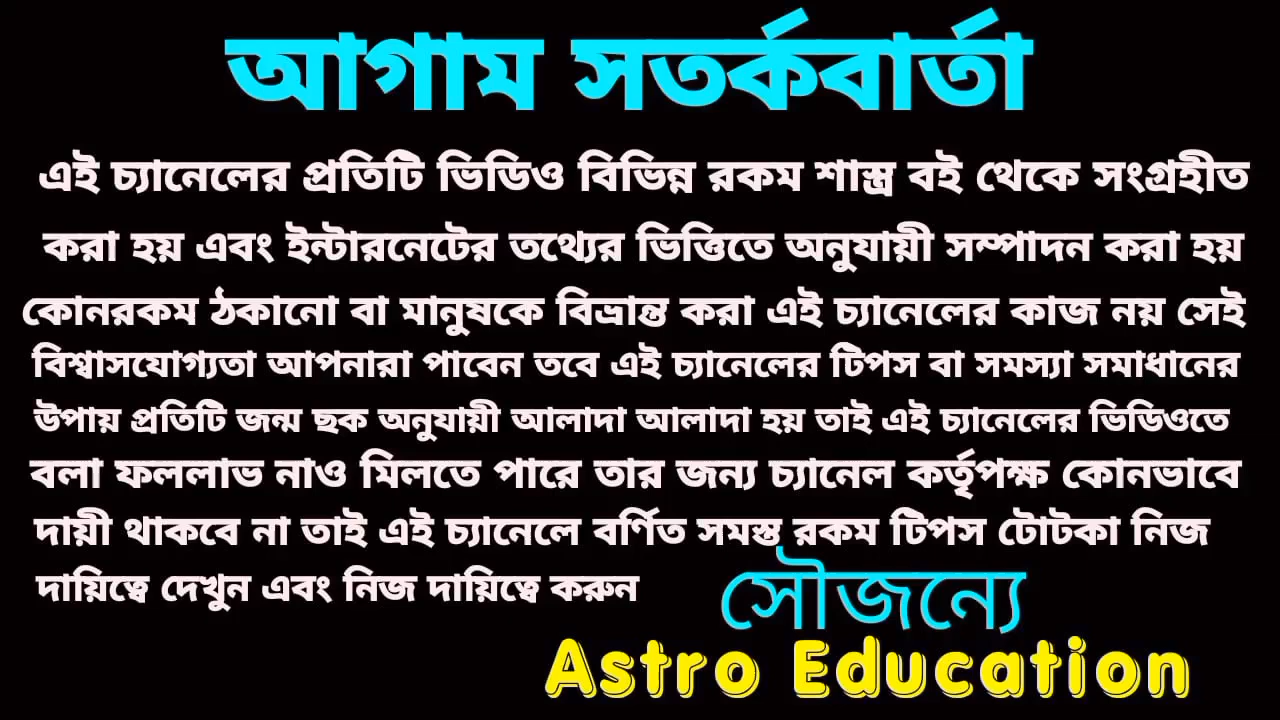 আগাম সতর্কবার্তা
এই চ্যানেলের প্রতিটি ভিডিও বিভিন্ন রকম শাস্ত্র বই থেকে সংগ্রহীত
করা হয় এবং ইন্টারনেটের তথ্যের ভিত্তিতে অনুযায়ী সম্পাদন করা হয়
কোনরকম ঠকানো বা মানুষকে বিভ্রান্ত করা এই চ্যানেলের কাজ নয় সেই
বিশ্বাসযোগ্যতা আপনারা পাবেন তবে এই চ্যানেলের টিপস বা সমস্যা সমাধানের
উপায় প্রতিটি জন্ম ছক অনুযায়ী আলাদা আলাদা হয় তাই এই চ্যানেলের ভিডিওতে
বলা ফললাভ নাও মিলতে পারে তার জন্য চ্যানেল কর্তৃপক্ষ কোনভাবে
দায়ী থাকবে না তাই এই চ্যানেলে বর্ণিত সমস্ত রকম টিপস টোটকা নিজ
দায়িত্বে দেখুন এবং নিজ দায়িত্বে করুন
সৌজন্যে
Astro Education